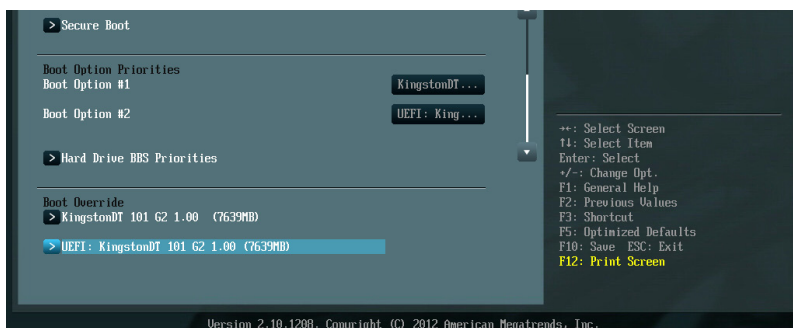 > Secure Boot
Boot Option Priorities
Boot Option #1 KingstonDT...
Boot Option #2 UEFI: King...
> Hard Drive BBS Priorities
Boot Override
> KingstonDT 101 G2 1.00 (7639MB)
> UEFI: KingstonDT 101 G2 1.00 (7639MB)
→←: Select Screen
↑↓: Select Item
Enter: Select
+/-: Change Opt.
F1: General Help
F2: Previous Values
F3: Shortcut
F5: Optimized Defaults
F10: Save ESC: Exit
F12: Print Screen
Version 2.10.1208. Copyright (C) 2012 American Megatrends, Inc.